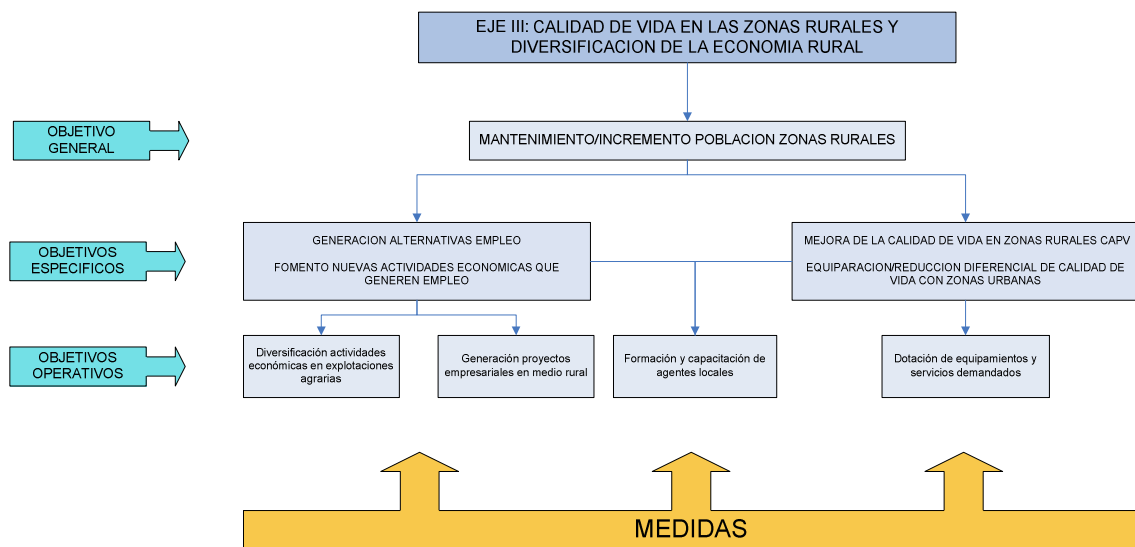 EJE III: CALIDAD DE VIDA EN LAS ZONAS RURALES Y
DIVERSIFICACION DE LA ECONOMIA RURAL
OBJETIVO
GENERAL
MANTENIMIENTO/INCREMENTO POBLACION ZONAS RURALES
OBJETIVOS
ESPECIFICOS
GENERACION ALTERNATIVAS EMPLEO
FOMENTO NUEVAS ACTIVIDADES ECONOMICAS QUE
GENEREN EMPLEO
MEJORA DE LA CALIDAD DE VIDA EN ZONAS RURALES CAPV
EQUIPARACION/REDUCCION DIFERENCIAL DE CALIDAD DE
VIDA CON ZONAS URBANAS
OBJETIVOS
OPERATIVOS
Diversificación actividades
económicas en explotaciones
agrarias
Generación proyectos
empresariales en medio rural
Formación y capacitación de
agentes locales
Dotación de equipamientos y
servicios demandados
MEDIDAS